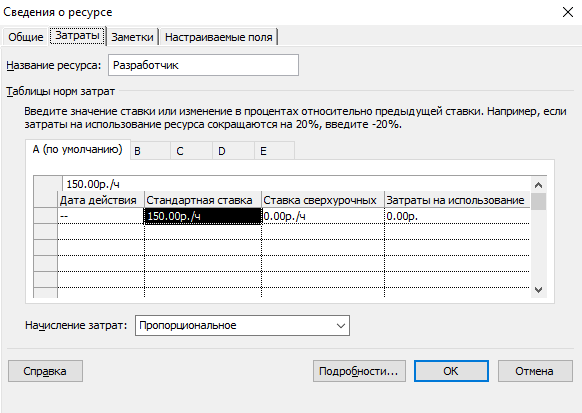 Сведения о ресурсе
Общие Затраты Заметки Настраиваемые поля
Название ресурса: Разработчик
Таблицы норм затрат
Введите значение ставки или изменение в процентах относительно предыдущей ставки. Например, если
затраты на использование ресурса сокращаются на 20%, введите -20%.
A (по умолчанию) B C D E
150.00р./ч
Дата действия Стандартная ставка Ставка сверхурочных Затраты на использование
-- 150.00р./ч 0.00р./ч 0.00р.
Начисление затрат: Пропорциональное
Справка Подробности... ОК Отмена